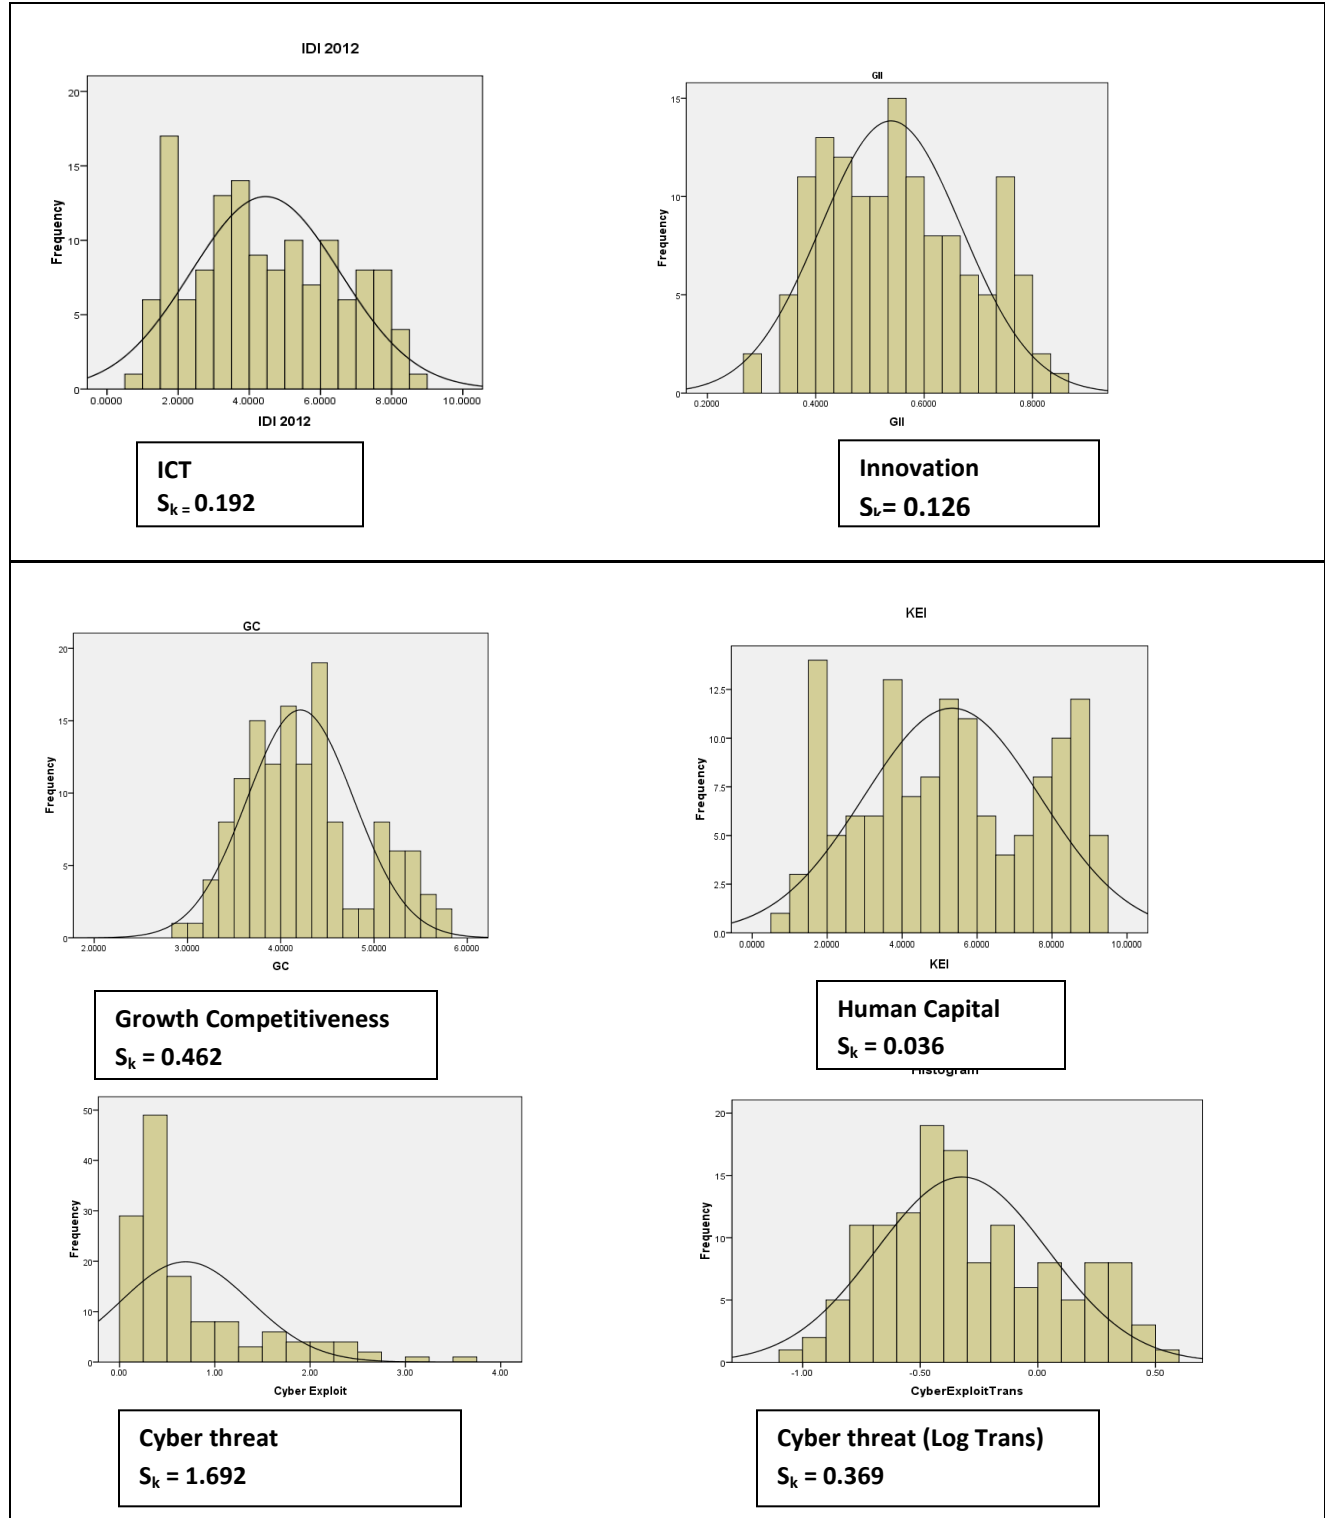 IDI 2012
20
15
10
5
0
Frequency
0.0000 2.0000 4.0000 6.0000 8.0000 10.0000
IDI 2012
ICT
Sk = 0.192
GII
15
10
5
0
Frequency
0.2000 0.4000 0.6000 0.8000
GII
Innovation
Sk= 0.126
GC
20
15
10
5
0
Frequency
2.0000 3.0000 4.0000 5.0000 6.0000
GC
Growth Competitiveness
Sk = 0.462
KEI
12.5
10.0
7.5
5.0
2.5
0.0
Frequency
0.0000 2.0000 4.0000 6.0000 8.0000 10.0000
KEI
Human Capital
Sk = 0.036
50
40
30
20
10
0
Frequency
0.00 1.00 2.00 3.00 4.00
Cyber Exploit
Cyber threat
Sk = 1.692
Histogram
20
15
10
5
0
Frequency
-1.00 -0.50 0.00 0.50
CyberExploitTrans
Cyber threat (Log Trans)
Sk = 0.369